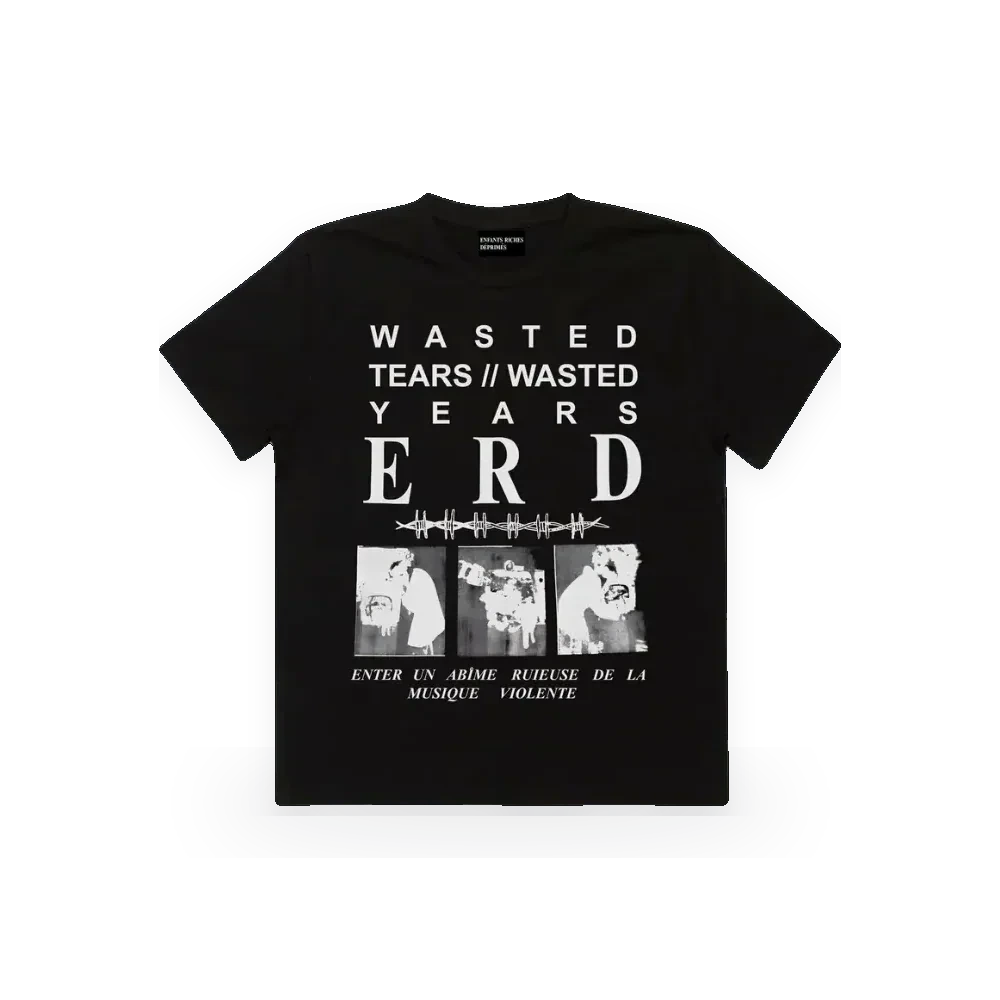 ENFANTS RICHES
DÉPRIMÉS
WASTED
TEARS // WASTED
YEARS
ERD
ENTER UN ABÎME RUIEUSE DE LA
MUSIQUE VIOLENTE